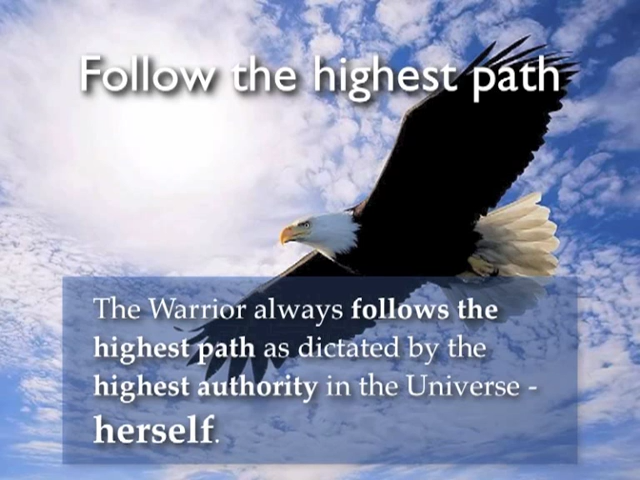 Follow the highest path
The Warrior always follows the
highest path as dictated by the
highest authority in the Universe -
herself.